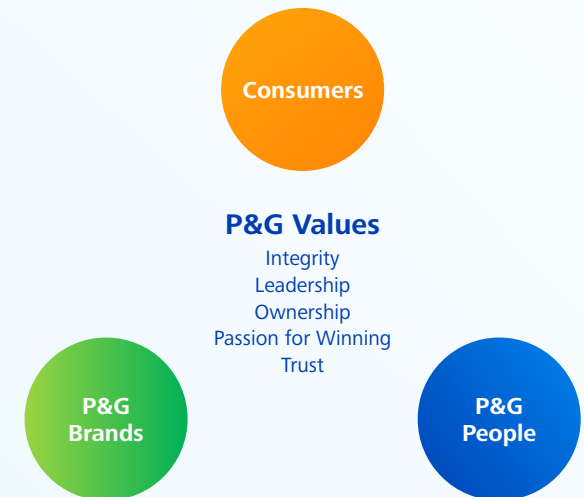 Consumers
P&G Values
Integrity
Leadership
Ownership
Passion for Winning
Trust
P&G
Brands
P&G
People